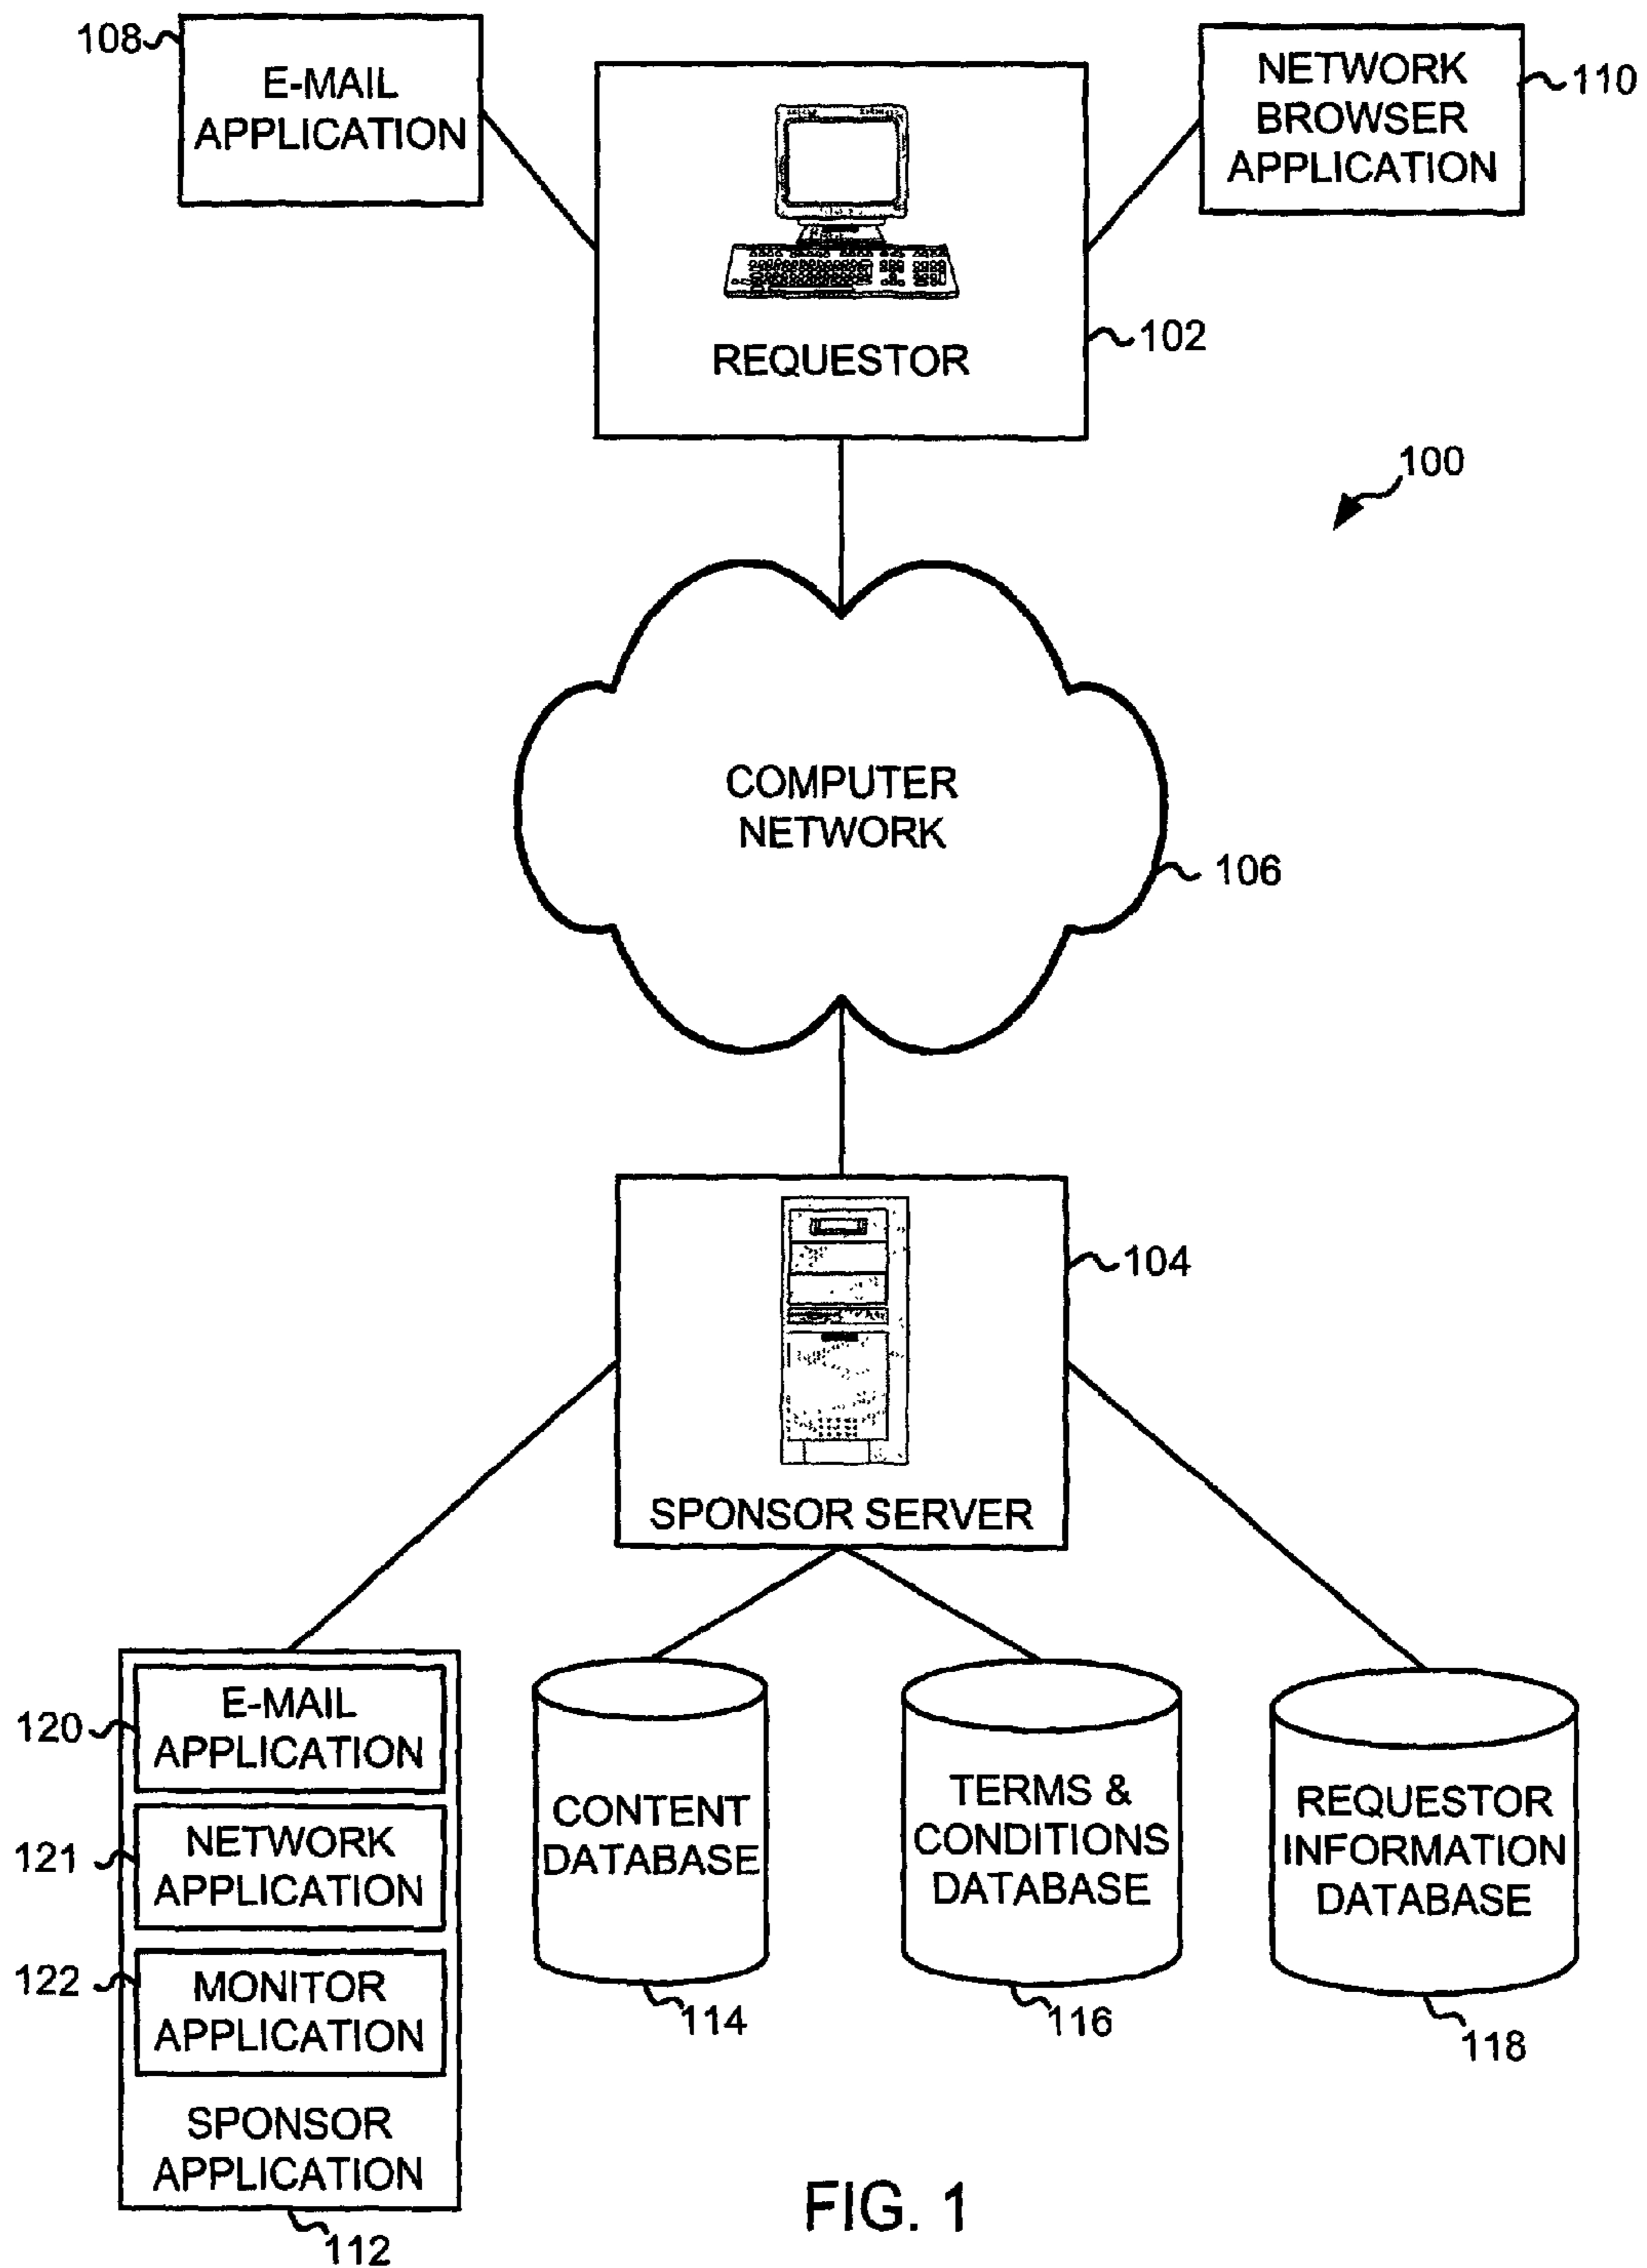 108
E-MAIL
APPLICATION
NETWORK
BROWSER
APPLICATION
110
REQUESTOR
102
100
COMPUTER
NETWORK
106
104
SPONSOR SERVER
120
E-MAIL
APPLICATION
121
NETWORK
APPLICATION
122
MONITOR
APPLICATION
SPONSOR
APPLICATION
112
CONTENT
DATABASE
114
TERMS &
CONDITIONS
DATABASE
116
REQUESTOR
INFORMATION
DATABASE
118
FIG. 1